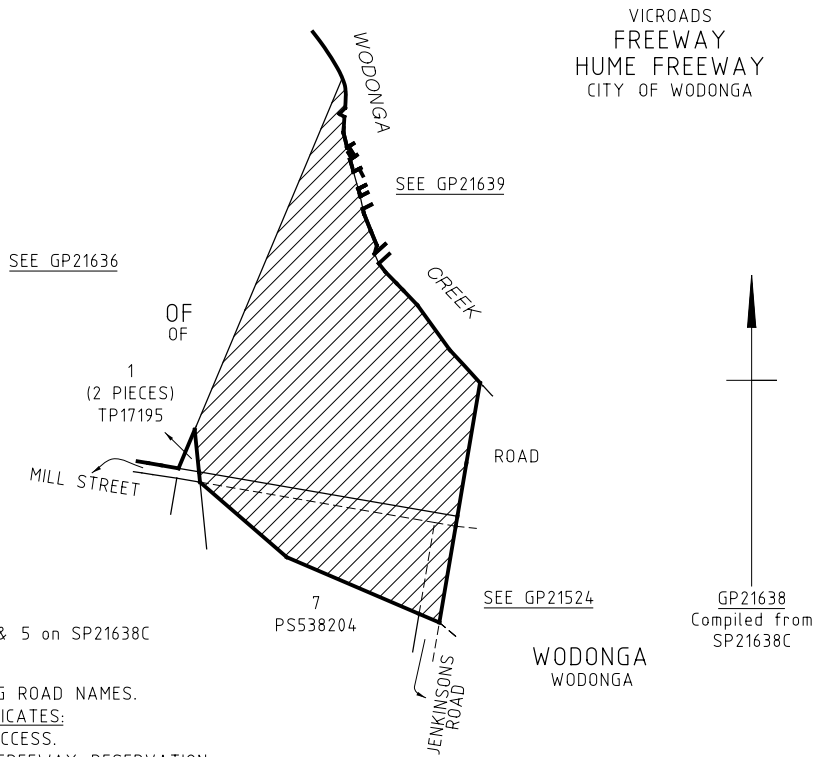 VICROADS
FREEWAY
HUME FREEWAY
CITY OF WODONGA
WODONGA
SEE GP21639
SEE GP21636
CREEK
OF
OF
1
(2 PIECES)
TP17195
ROAD
MILL STREET
SEE GP21524
7
PS538204
GP21638
Compiled from
SP21638C
& 5 on SP21638C
WODONGA
WODONGA
JENKINSONS
ROAD
G ROAD NAMES.
ICATES:
CCESS.
FREEWAY RESERVATION